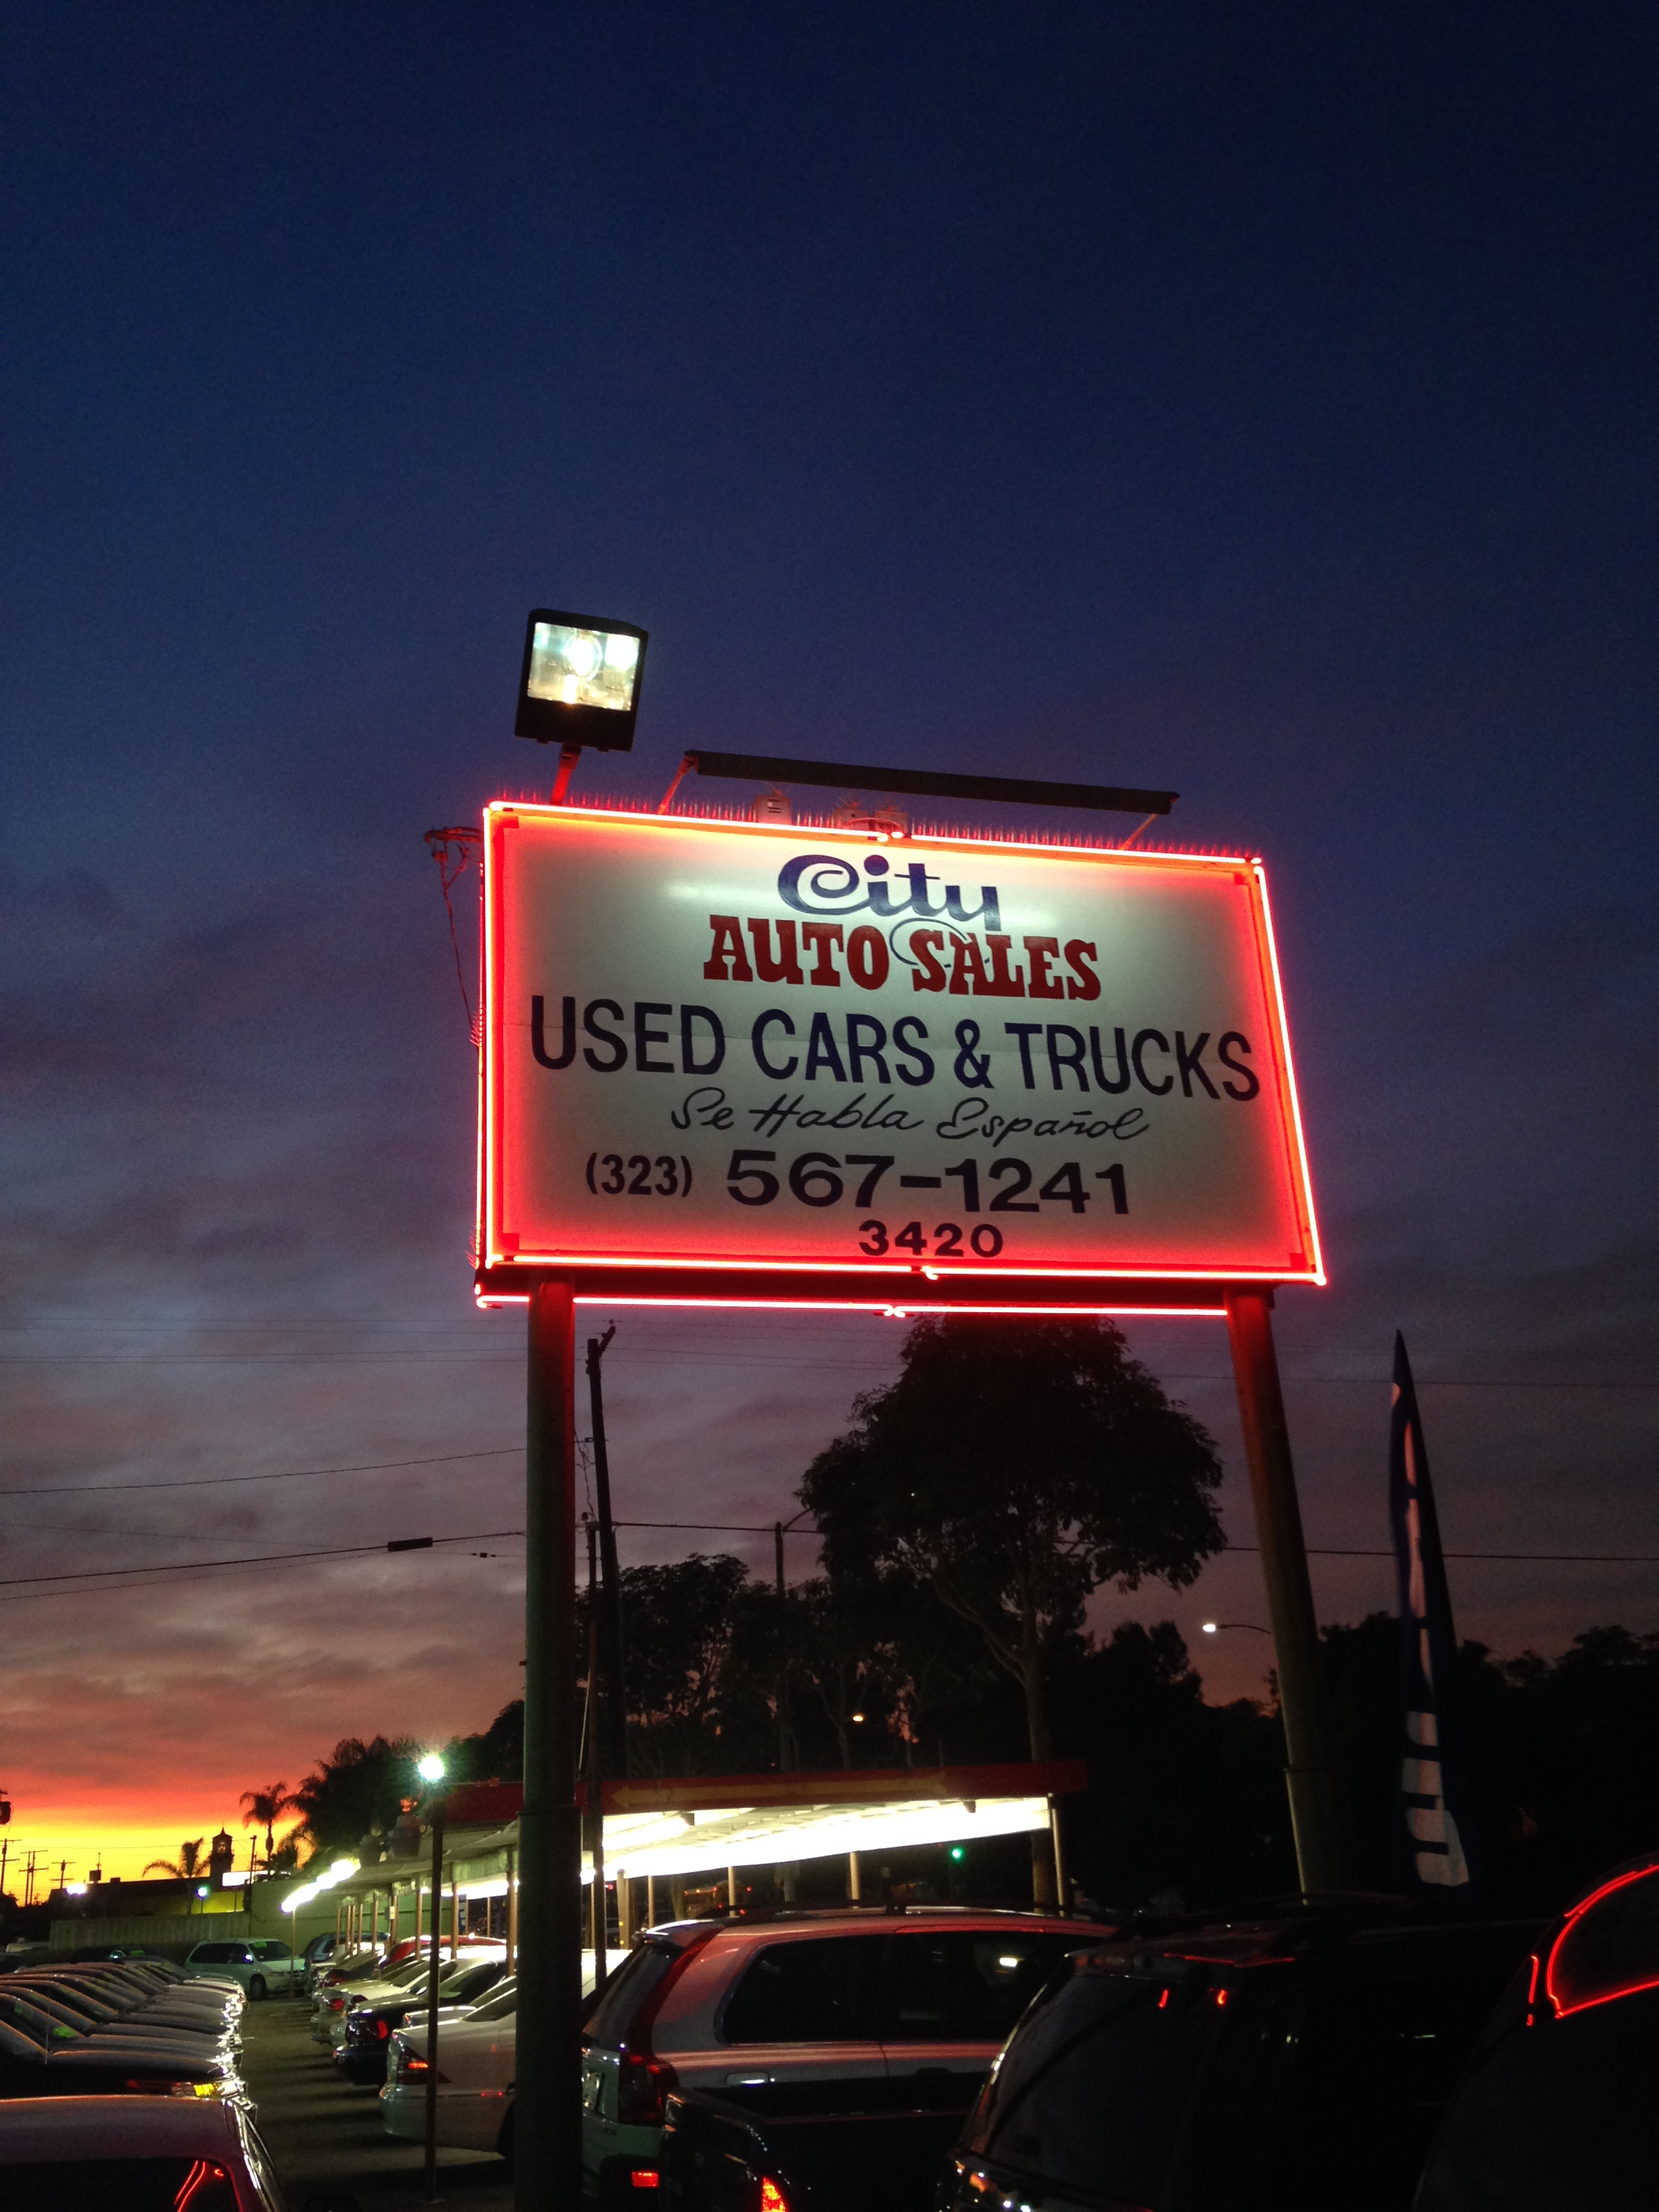 City
AUTO SALES
USED CARS & TRUCKS
Se Habla Español
(323) 567-1241
3420